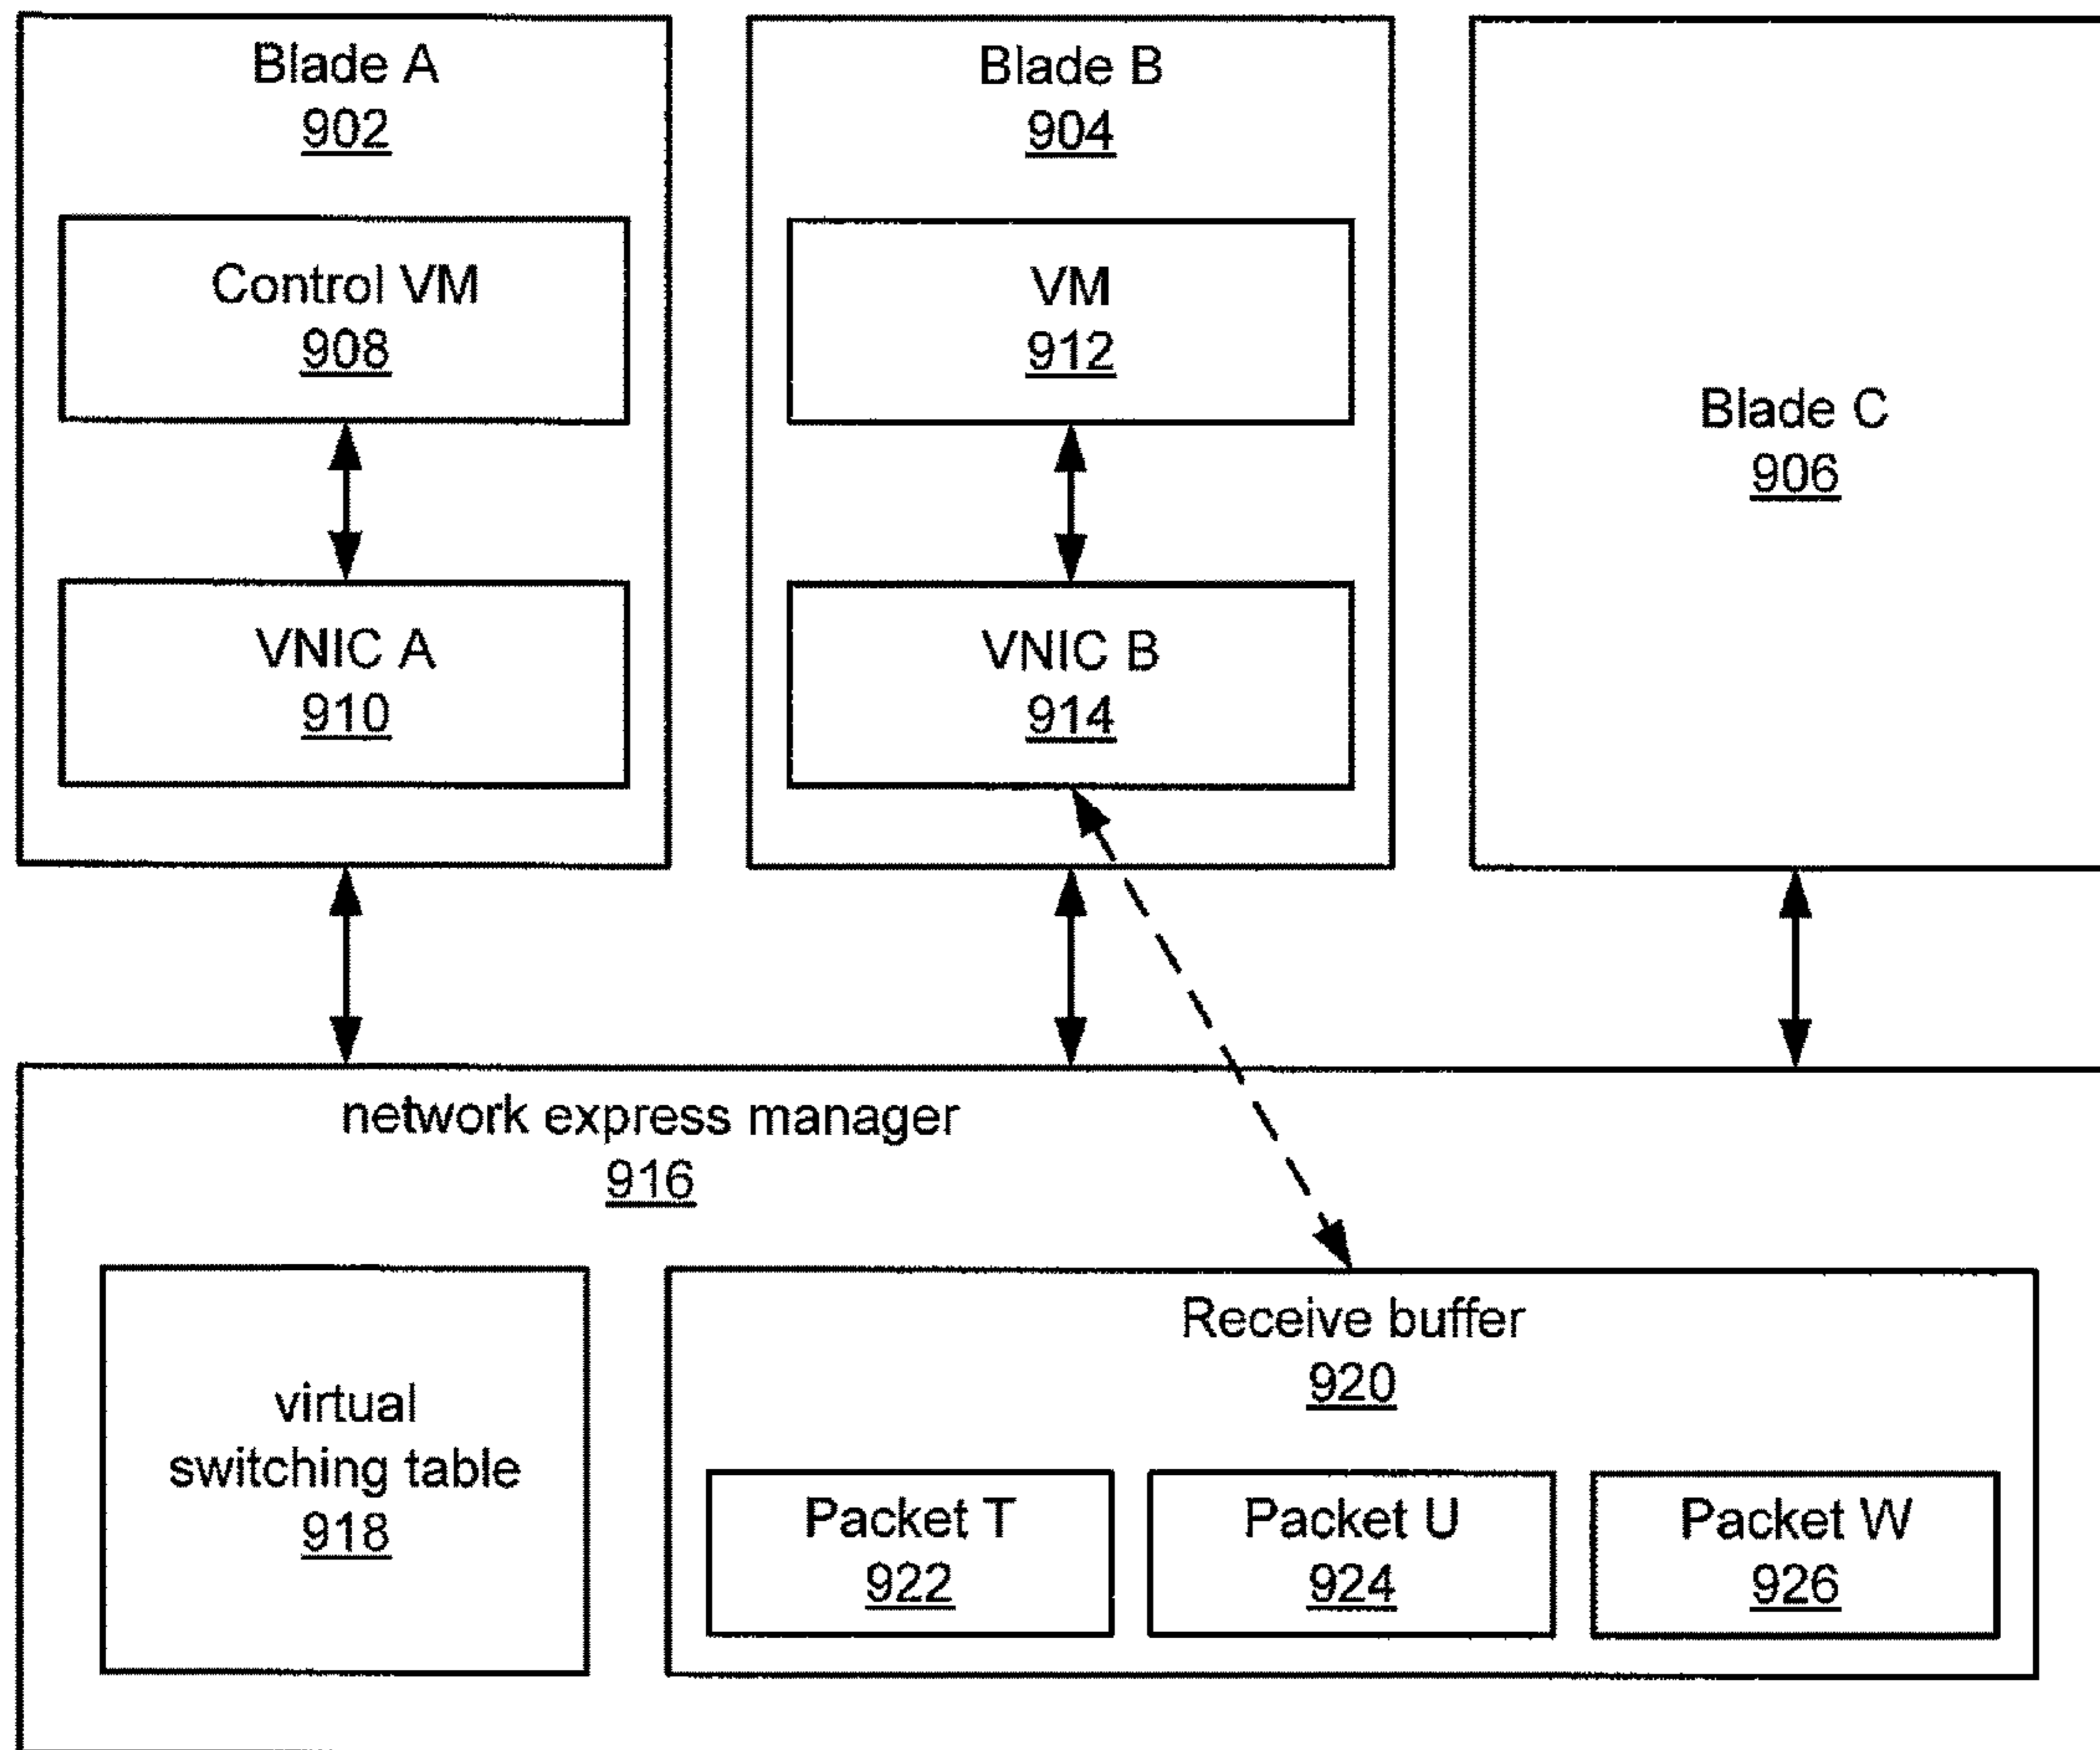 Blade A
902
Control VM
908
VNIC A
910
Blade B
904
VM
912
VNIC B
914
Blade C
906
network express manager
916
virtual
switching table
918
Receive buffer
920
Packet T
922
Packet U
924
Packet W
926